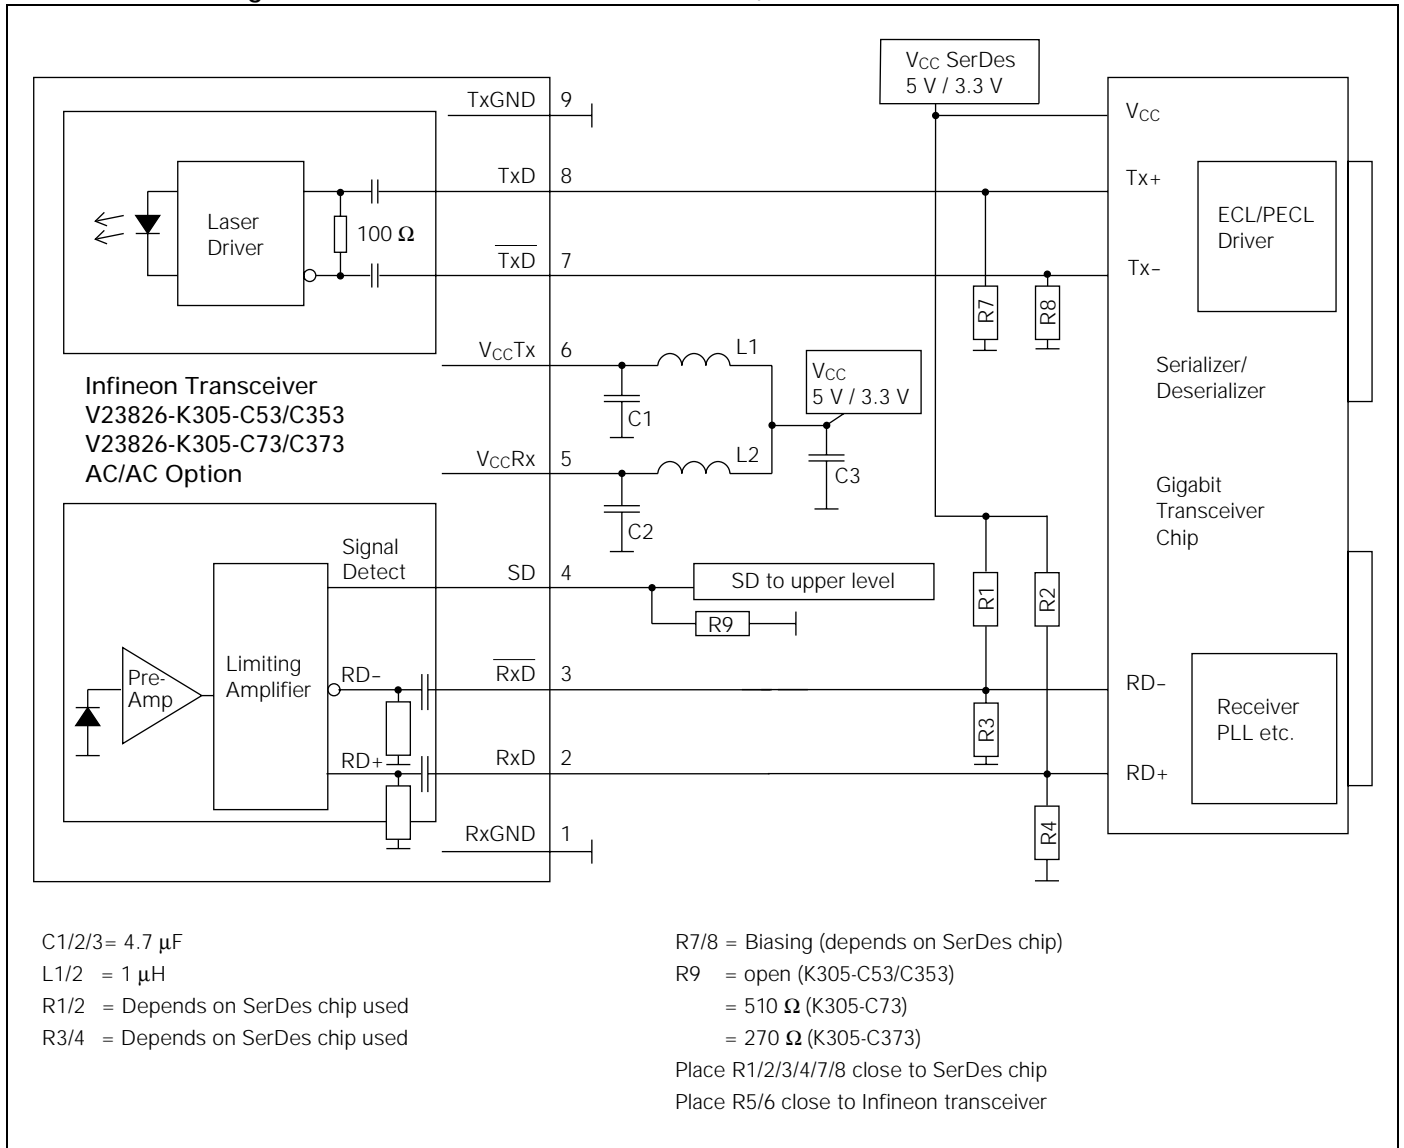 VCC SerDes
5 V / 3.3 V
TxGND 9
VCC
TxD 8
Tx+
Laser
Driver
100 Ω
ECL/PECL
Driver
TxD 7
Tx−
R7
R8
VCCTx 6
L1
VCC
5 V / 3.3 V
C1
Serializer/
Deserializer
Infineon Transceiver
V23826-K305-C53/C353
V23826-K305-C73/C373
AC/AC Option
VCCRx 5
L2
C3
C2
Gigabit
Transceiver
Chip
Signal
Detect
SD 4
SD to upper level
R9
R1
R2
Pre-
Amp
Limiting
Amplifier
RD−
RxD 3
RD−
R3
Receiver
PLL etc.
RD+
RxD 2
RD+
R4
RxGND 1
C1/2/3= 4.7 μF
L1/2 = 1 μH
R1/2 = Depends on SerDes chip used
R3/4 = Depends on SerDes chip used
R7/8 = Biasing (depends on SerDes chip)
R9 = open (K305-C53/C353)
= 510 Ω (K305-C73)
= 270 Ω (K305-C373)
Place R1/2/3/4/7/8 close to SerDes chip
Place R5/6 close to Infineon transceiver